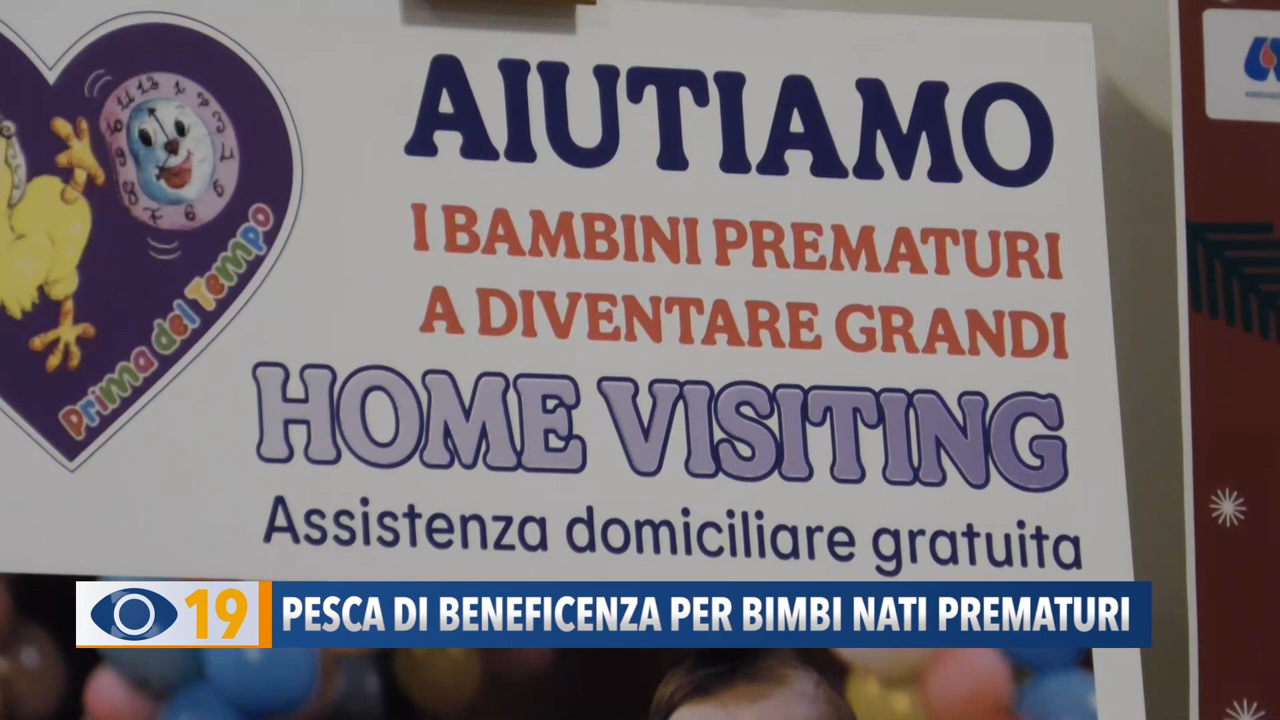 AIUTIAMO
I BAMBINI PREMATURI
A DIVENTARE GRANDI
HOME VISITING
Assistenza domiciliare gratuita
Prima del Tempo
19 PESCA DI BENEFICENZA PER BIMBI NATI PREMATURI